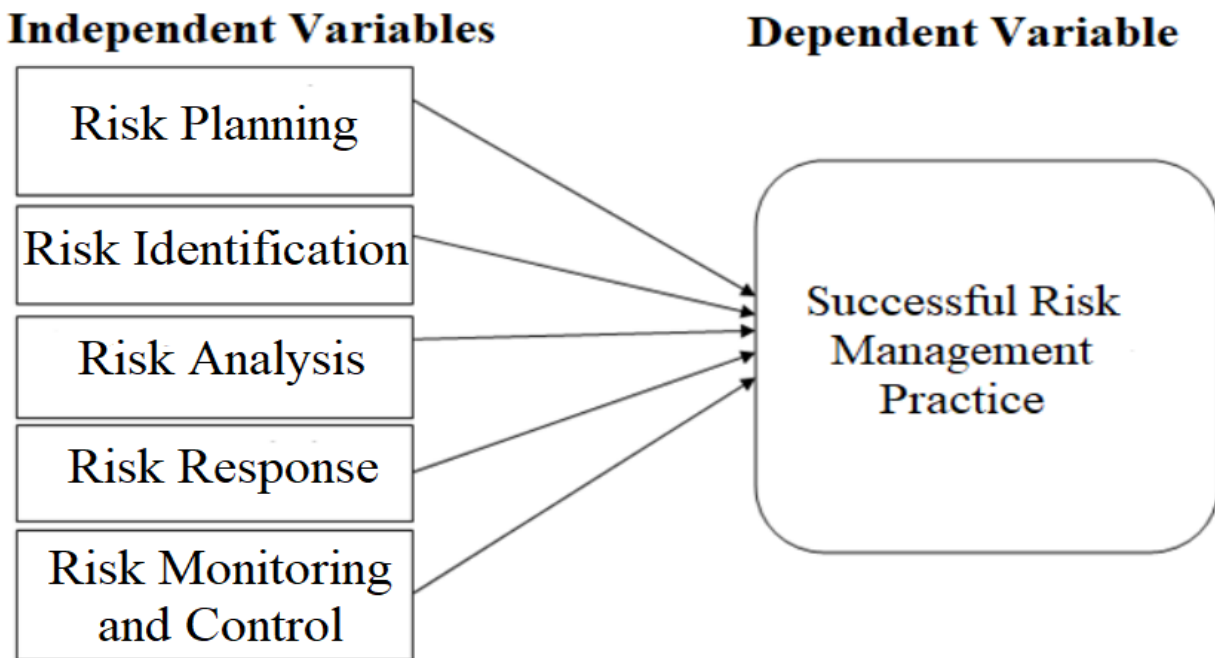 Independent Variables
Dependent Variable
Risk Planning
Risk Identification
Risk Analysis
Risk Response
Risk Monitoring
and Control
Successful Risk
Management
Practice